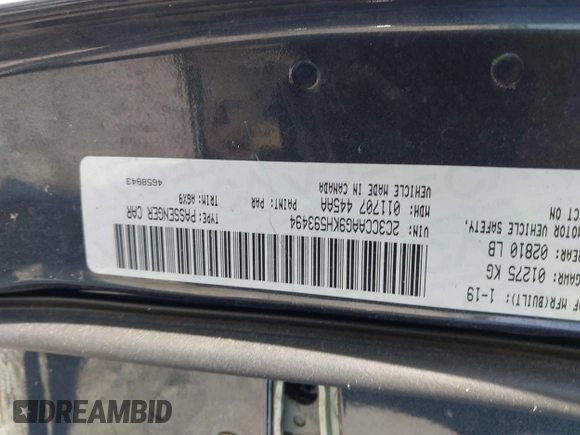 OF MFR(BUILT): 1-19
GAWR: 01275 KG
REAR: 02810 LB
MOTOR VEHICLE SAFETY,
CT ON
VIN: 2C3CCAAG9KH593494
TYPE: PASSENGER CAR
MDH: 011707 445AA
PAINT: PAR
TRIM: A6X9
VEHICLE MADE IN CANADA
4658843
DREAMBID